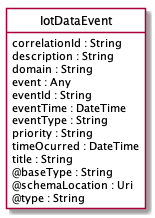 IotDataEvent
correlationId : String
description : String
domain : String
event : Any
eventId : String
eventTime : DateTime
eventType : String
priority : String
timeOcurred : DateTime
title : String
@baseType : String
@schemaLocation : Uri
@type : String